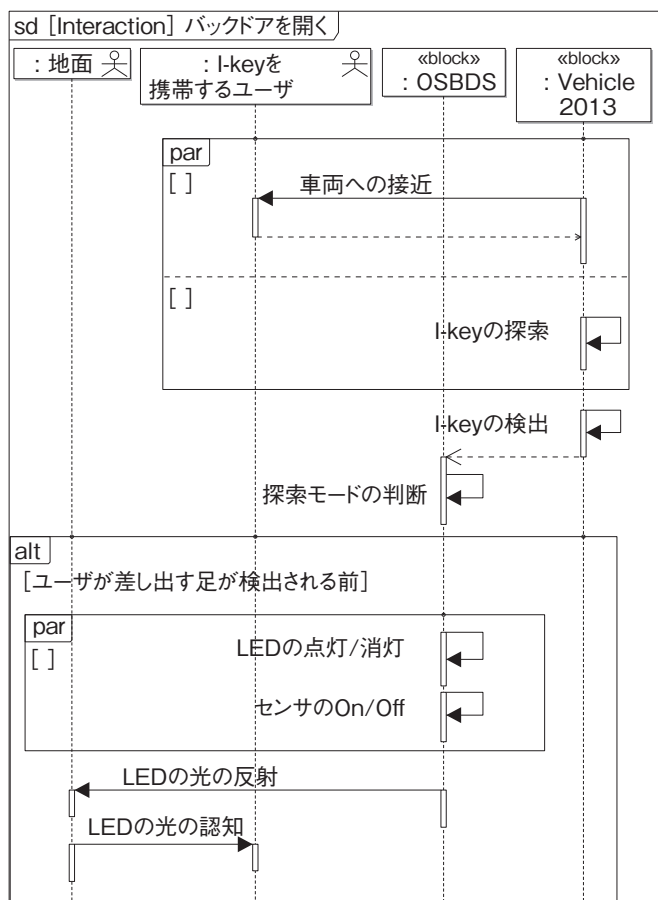 sd [Interaction] バックドアを開く
: 地面
: I-keyを
携帯するユーザ
«block»
: OSBDS
«block»
: Vehicle
2013
par
[ ]
車両への接近
[ ]
I-keyの探索
I-keyの検出
探索モードの判断
alt
[ユーザが差し出す足が検出される前]
par
[ ]
LEDの点灯/消灯
センサのOn/Off
LEDの光の反射
LEDの光の認知